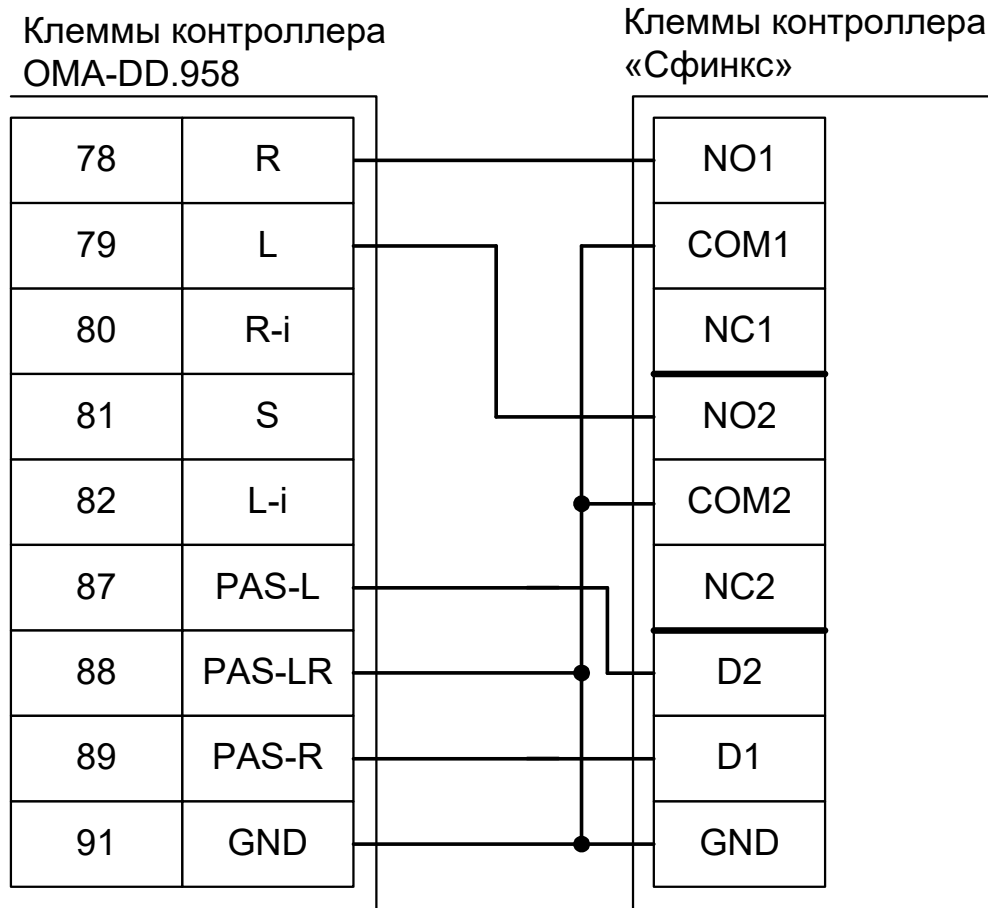 Клеммы контроллера
OMA-DD.958
Клеммы контроллера
«Сфинкс»
78 R NO1
79 L COM1
80 R-i NC1
81 S NO2
82 L-i COM2
87 PAS-L NC2
88 PAS-LR D2
89 PAS-R D1
91 GND GND